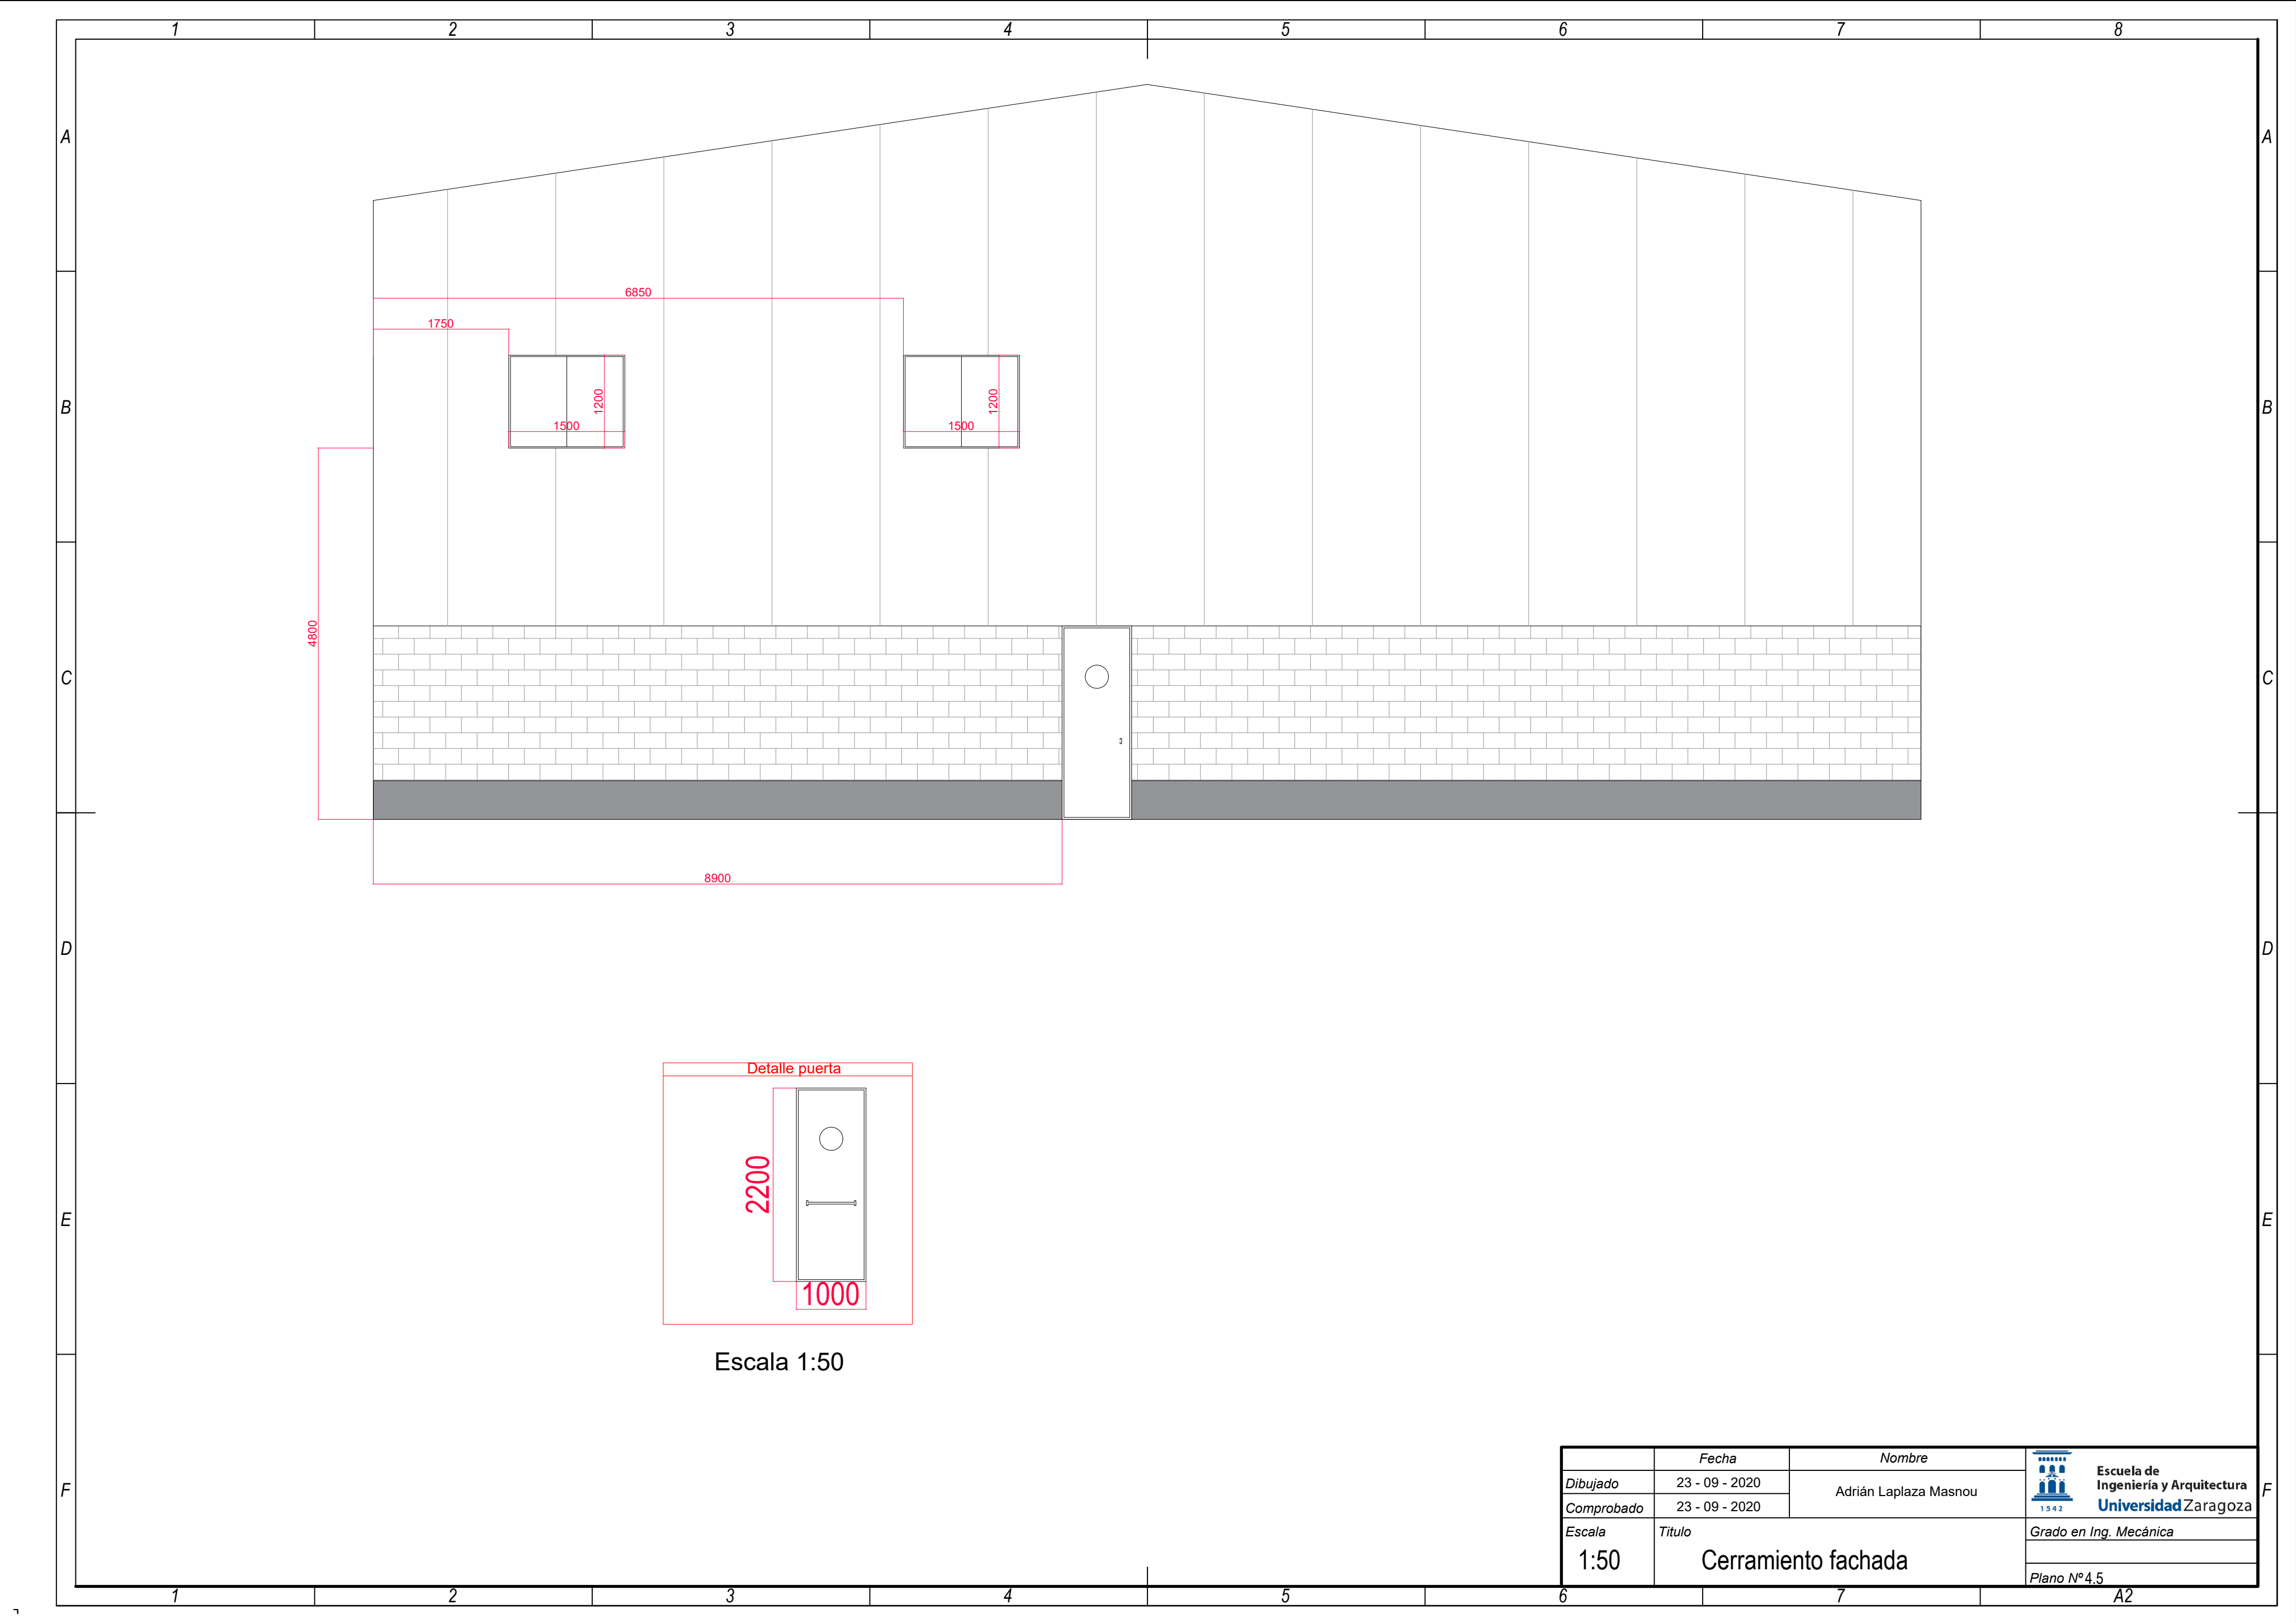 1 2 3 4 5 6 7 8
A A
6850
1750
B B
1200 1200
1500 1500
4800
C C
8900
D D
Detalle puerta
2200
E E
1000
Escala 1:50
Fecha Nombre
Dibujado 23 - 09 - 2020 Adrián Laplaza Masnou
Comprobado 23 - 09 - 2020
1542
Escuela de
Ingeniería y Arquitectura
Universidad Zaragoza
F F
Escala Titulo Grado en Ing. Mecánica
1:50 Cerramiento fachada
Plano Nº 4.5
1 2 3 4 5 6 7 A2